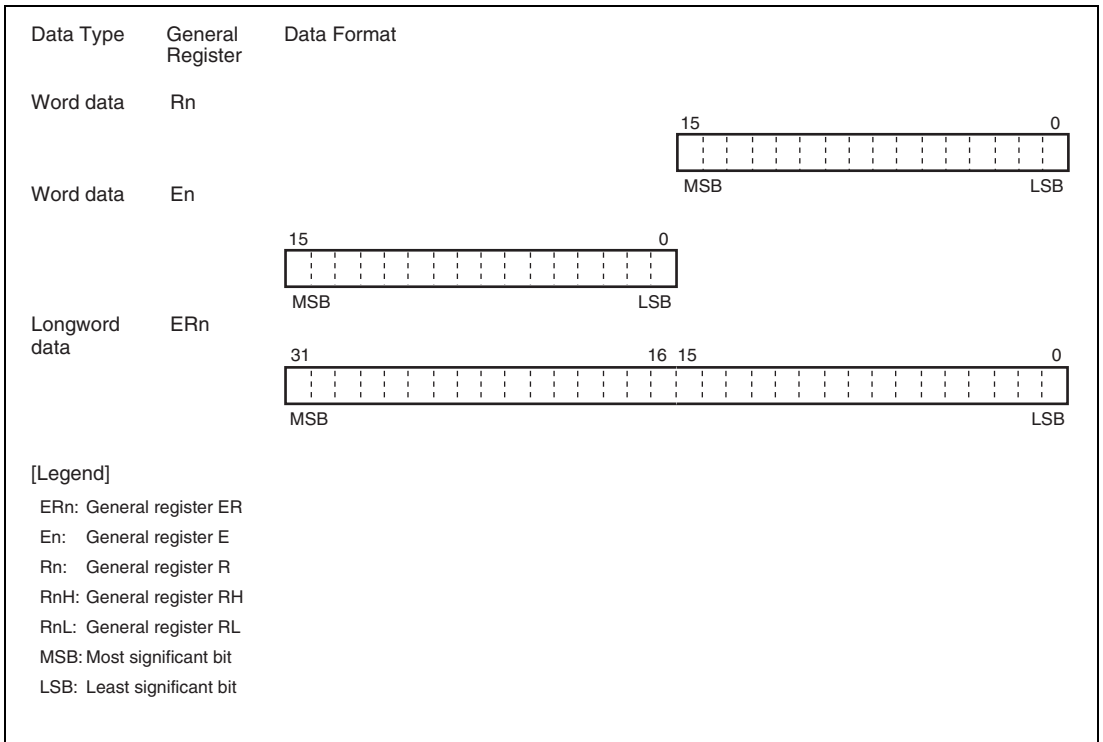 Data Type General Register Data Format
Word data Rn
15 0
MSB LSB
Word data En
15 0
MSB LSB
Longword data ERn
31 16 15 0
MSB LSB
[Legend]
ERn: General register ER
En: General register E
Rn: General register R
RnH: General register RH
RnL: General register RL
MSB: Most significant bit
LSB: Least significant bit